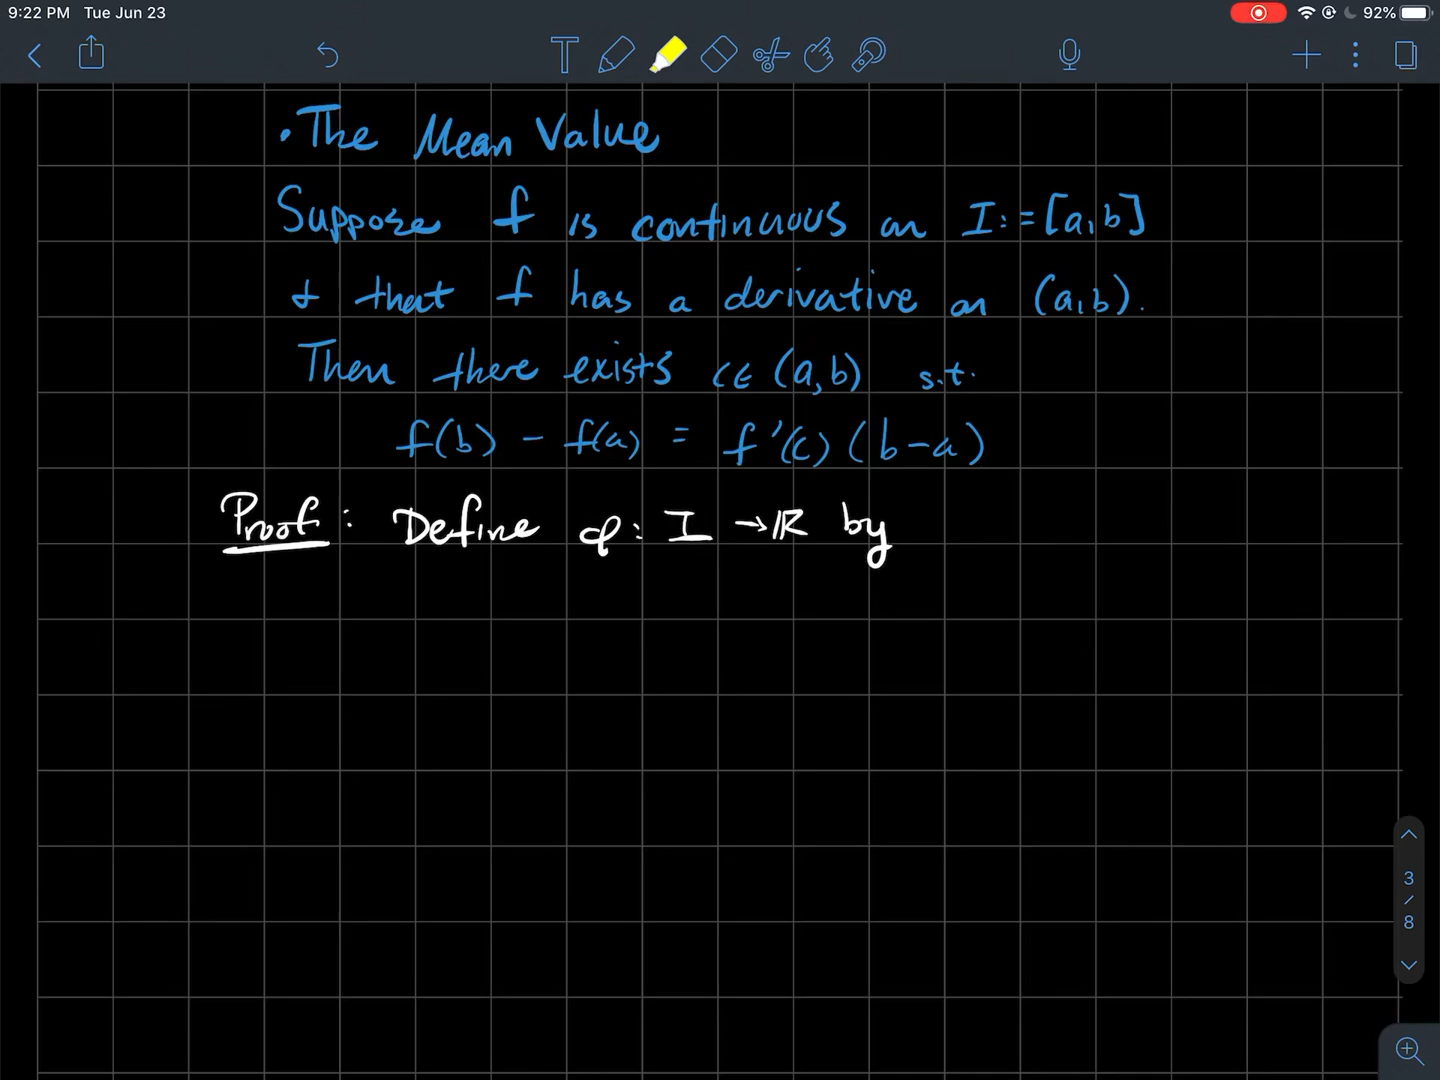 9:22 PM Tue Jun 23
92%
T
• The Mean Value
Suppose f is continuous on I := [a,b]
& that f has a derivative on (a,b).
Then there exists c∈ (a,b) s.t.
f(b) - f(a) = f'(c) (b-a)
Proof: Define φ: I → ℝ by
3
/
8